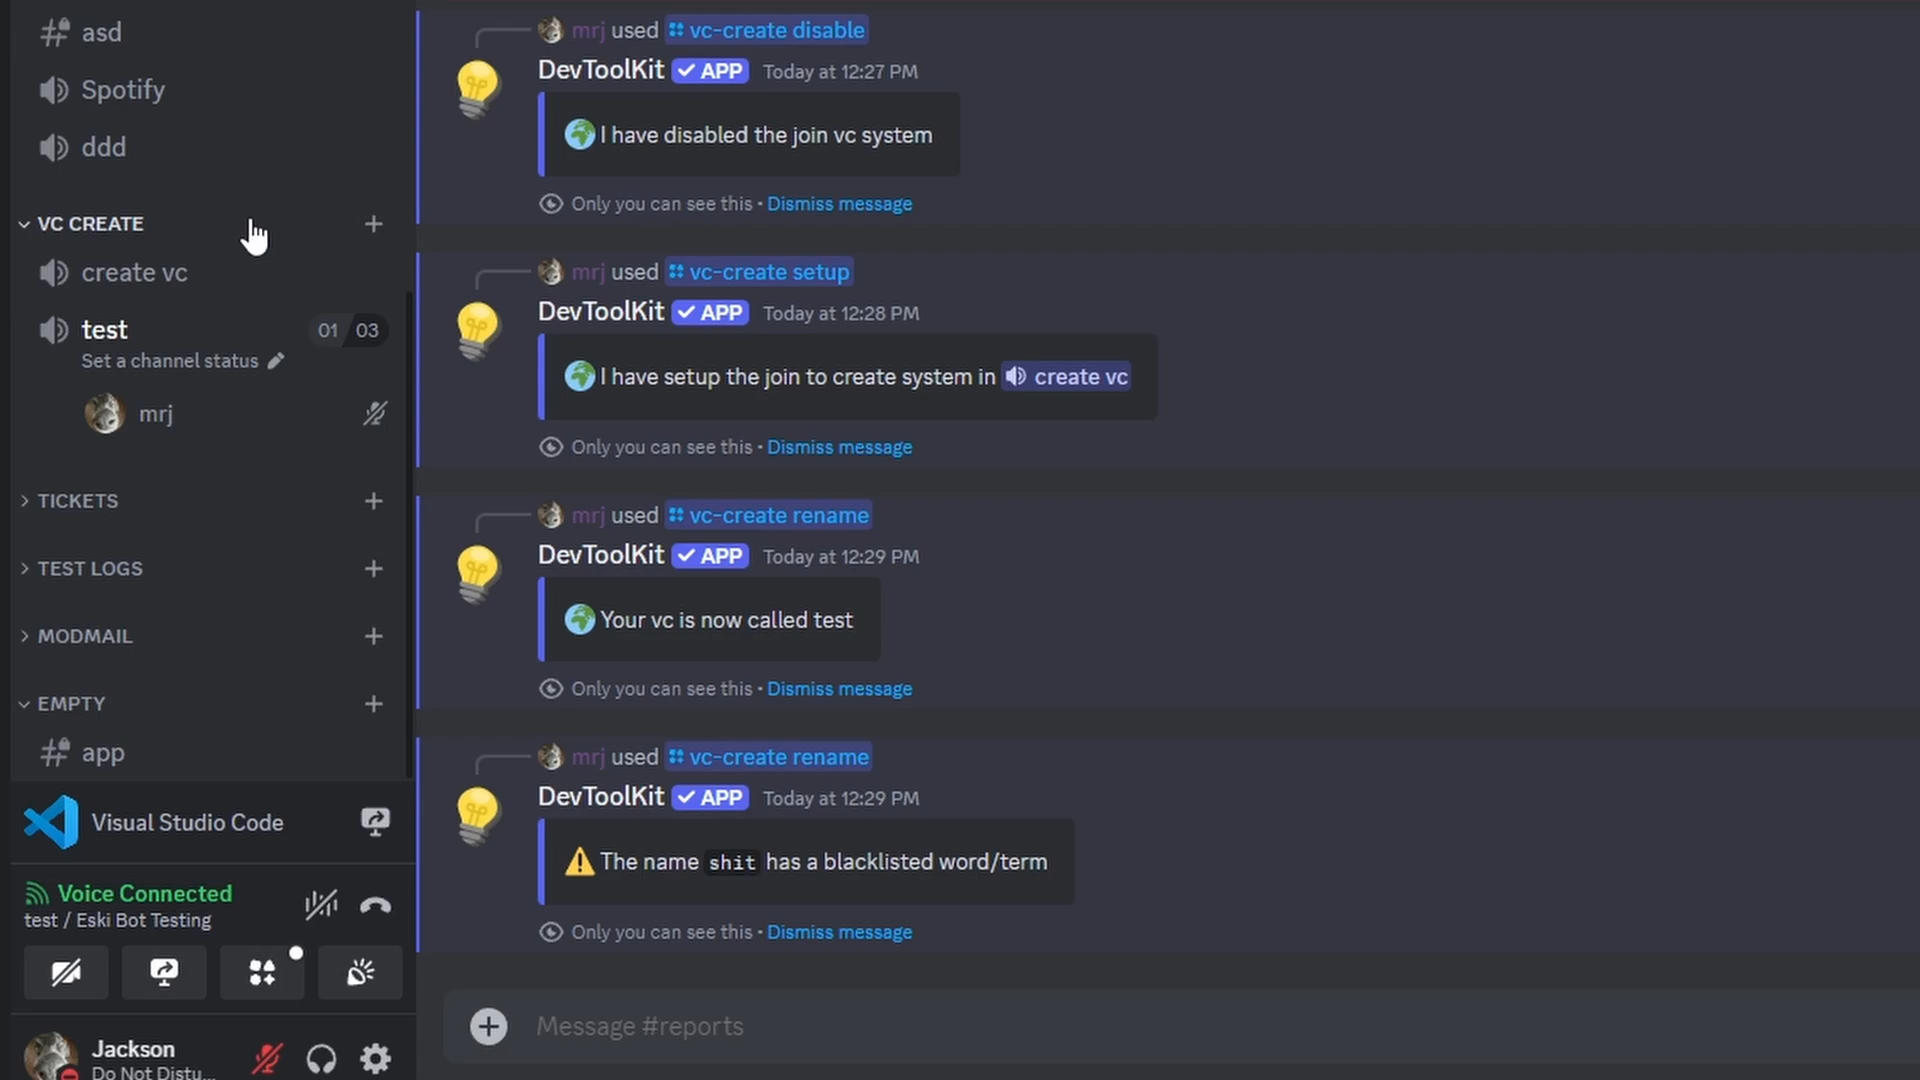 asd
Spotify
ddd
VC CREATE
create vc
test 01 03
Set a channel status
mrj
TICKETS
TEST LOGS
MODMAIL
EMPTY
app
Visual Studio Code
Voice Connected
test / Eski Bot Testing
Jackson
Do Not Distu...
mrj used vc-create disable
DevToolKit APP Today at 12:27 PM
I have disabled the join vc system
Only you can see this • Dismiss message
mrj used vc-create setup
DevToolKit APP Today at 12:28 PM
I have setup the join to create system in create vc
Only you can see this • Dismiss message
mrj used vc-create rename
DevToolKit APP Today at 12:29 PM
Your vc is now called test
Only you can see this • Dismiss message
mrj used vc-create rename
DevToolKit APP Today at 12:29 PM
The name shit has a blacklisted word/term
Only you can see this • Dismiss message
Message #reports